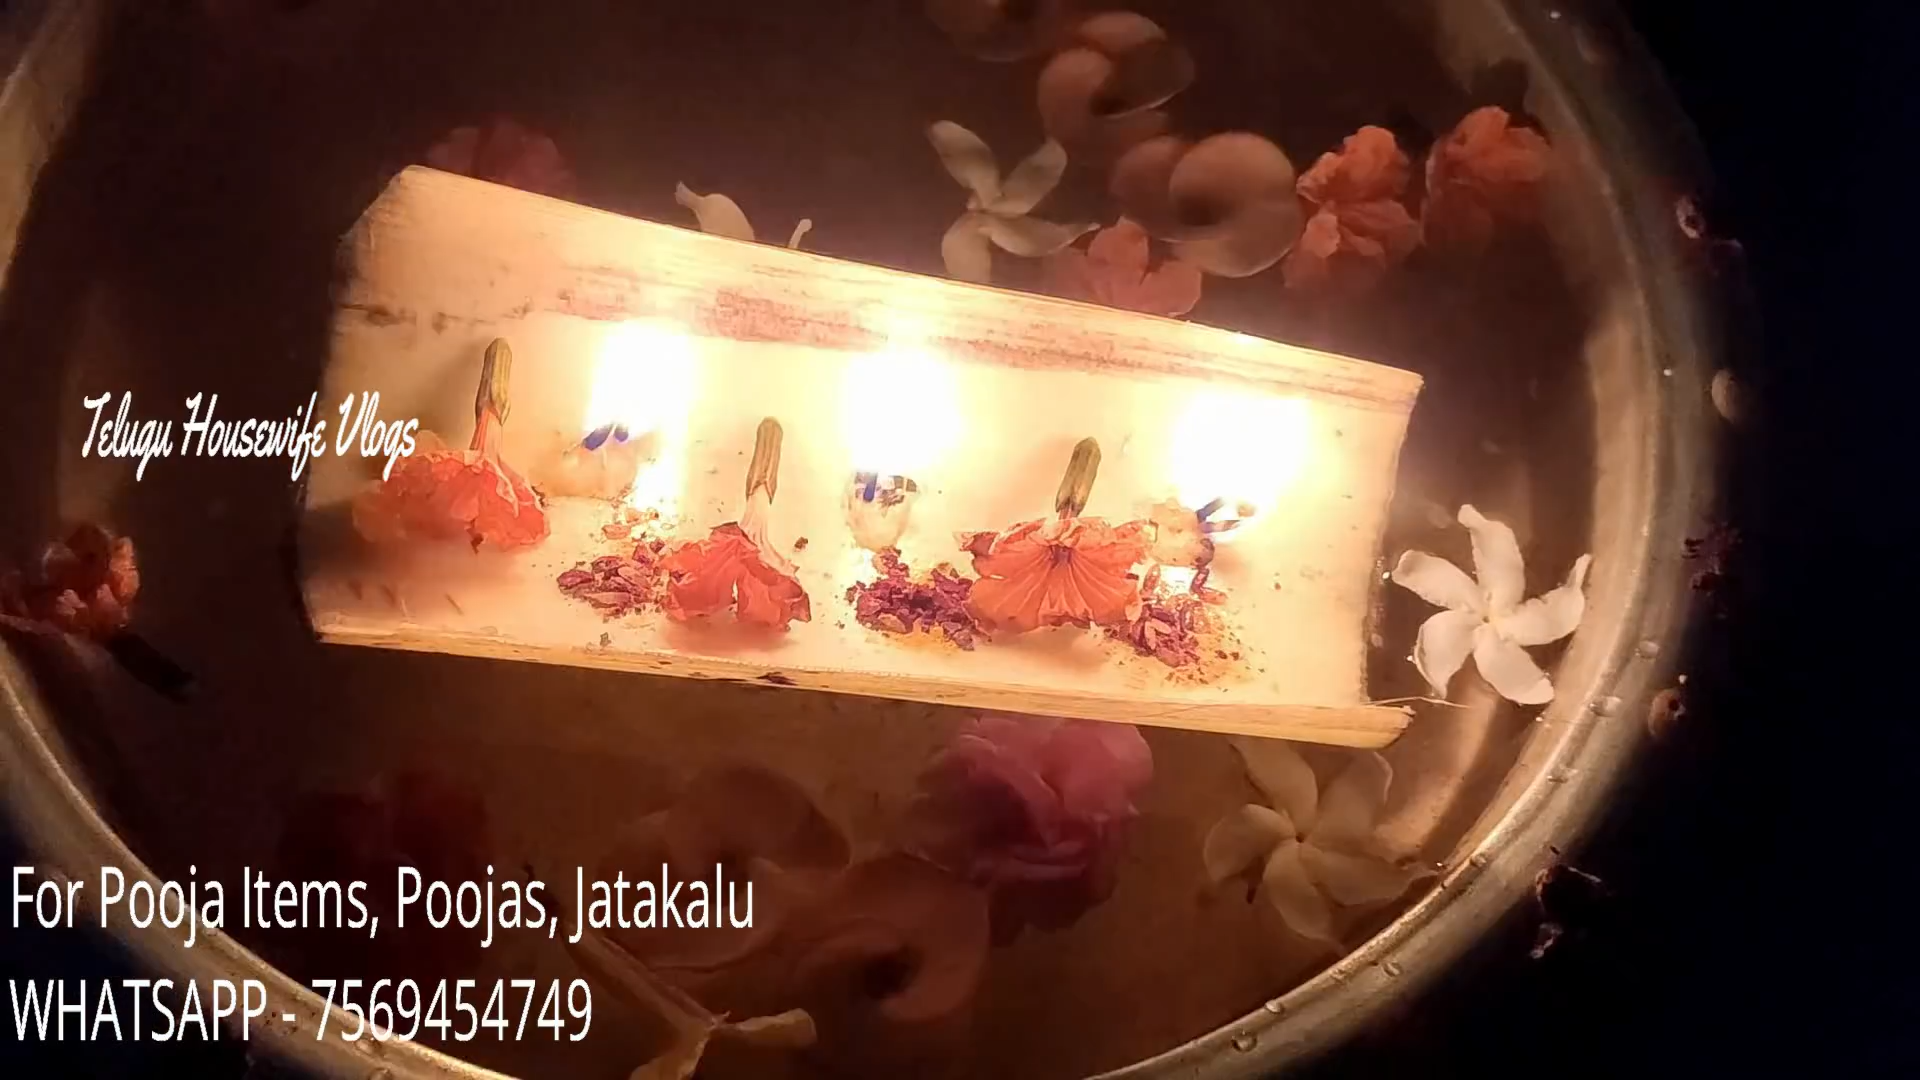 Telugu Housewife Vlogs
For Pooja Items, Poojas, Jatakalu
WHATSAPP - 7569454749